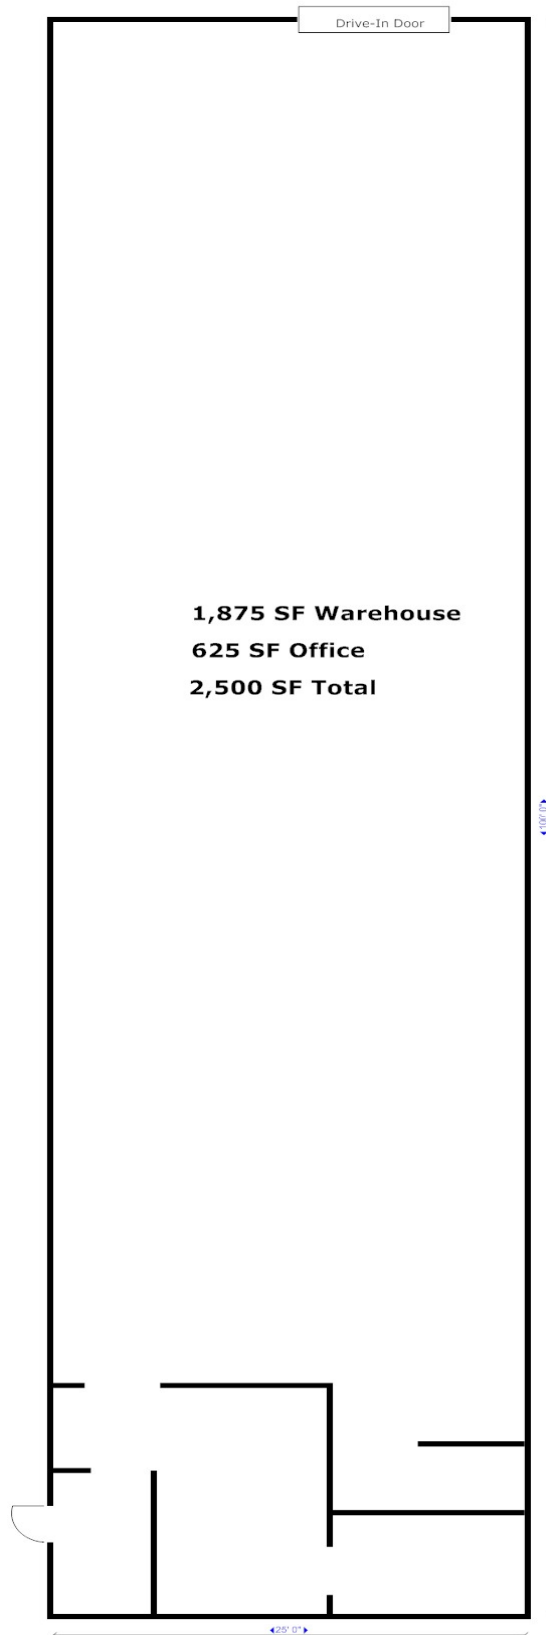 Drive-In Door
1,875 SF Warehouse
625 SF Office
2,500 SF Total
25' 0"